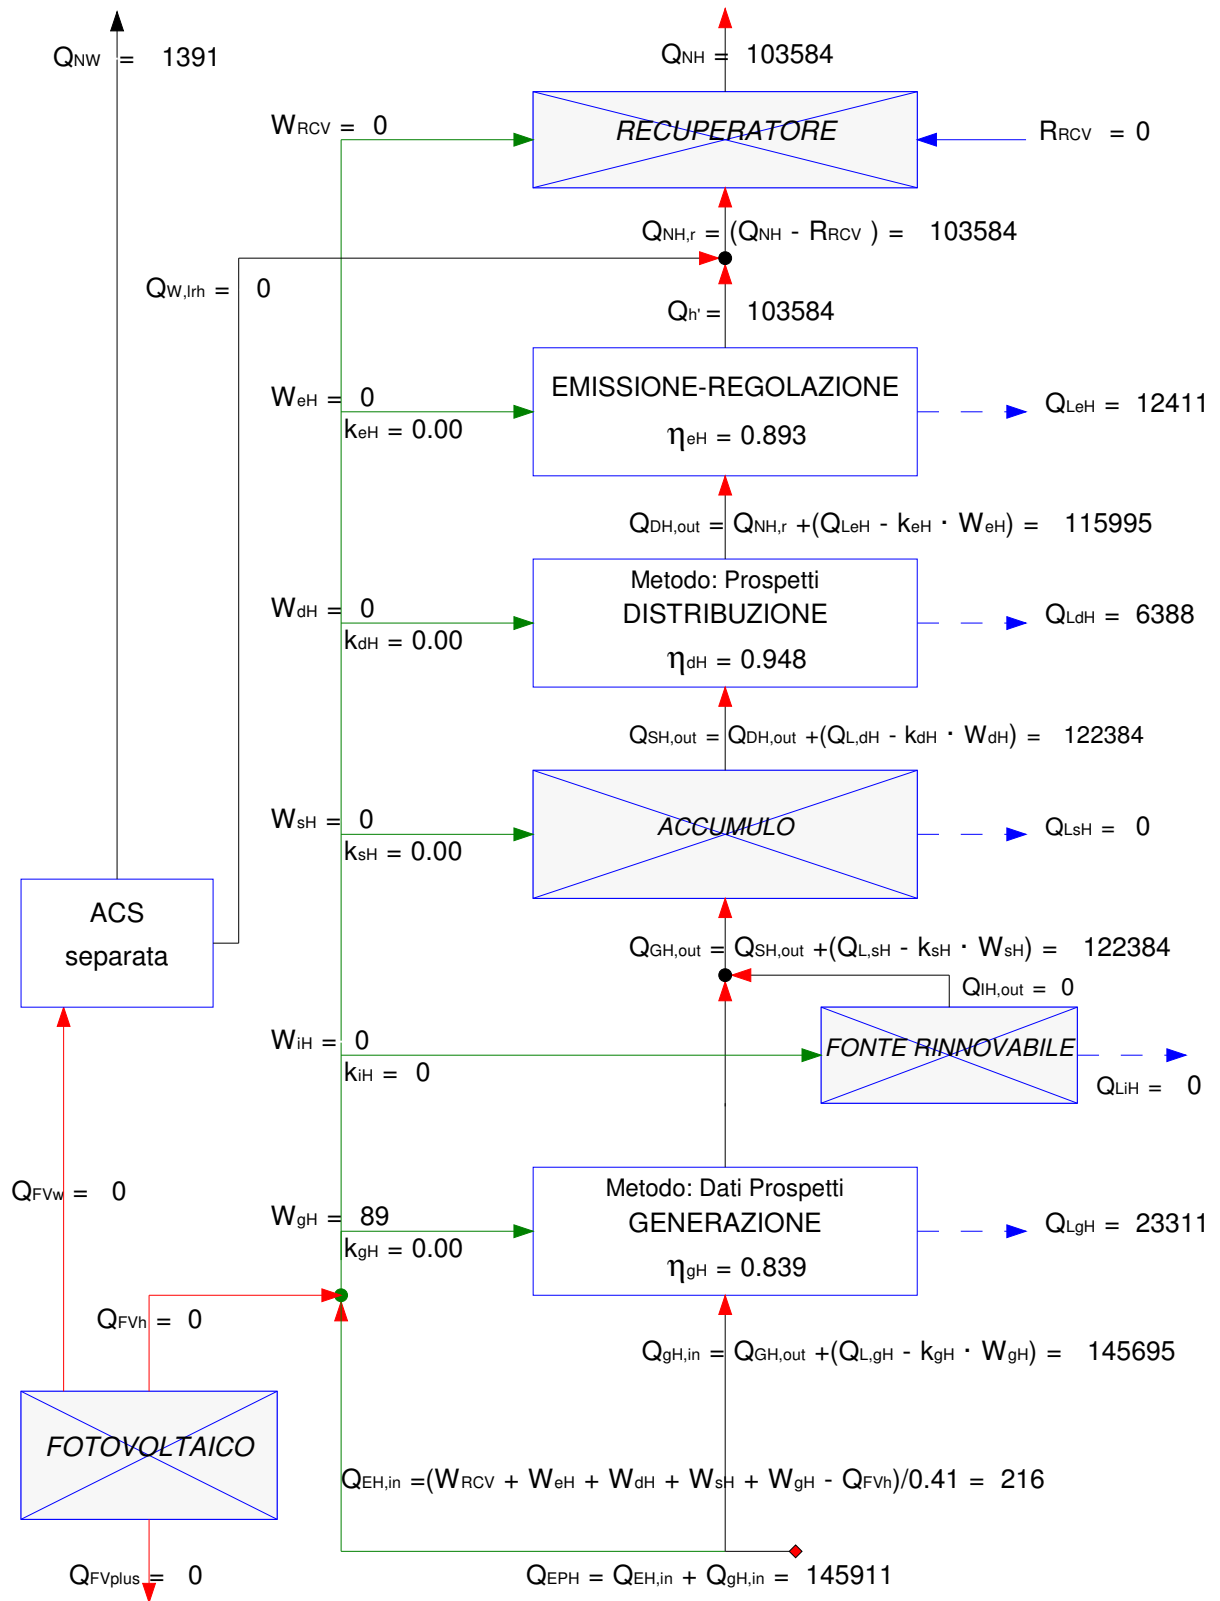 QNW = 1391
QNH = 103584
WRCV = 0
RECUPERATORE
RRCV = 0
QNH,r = (QNH - RRCV ) = 103584
QW,lrh = 0
Qh' = 103584
WeH = 0
keH = 0.00
EMISSIONE-REGOLAZIONE
ηeH = 0.893
QLeH = 12411
QDH,out = QNH,r +(QLeH - keH · WeH) = 115995
WdH = 0
kdH = 0.00
Metodo: Prospetti
DISTRIBUZIONE
ηdH = 0.948
QLdH = 6388
QSH,out = QDH,out +(QL,dH - kdH · WdH) = 122384
WsH = 0
ksH = 0.00
ACCUMULO
QLsH = 0
ACS
separata
QGH,out = QSH,out +(QL,sH - ksH · WsH) = 122384
QIH,out = 0
WiH = 0
kiH = 0
FONTE RINNOVABILE
QLiH = 0
QFVw = 0
WgH = 89
kgH = 0.00
Metodo: Dati Prospetti
GENERAZIONE
ηgH = 0.839
QLgH = 23311
QFVh = 0
QgH,in = QGH,out +(QL,gH - kgH · WgH) = 145695
FOTOVOLTAICO
QEH,in =(WRCV + WeH + WdH + WsH + WgH - QFVh)/0.41 = 216
QFVplus = 0
QEPH = QEH,in + QgH,in = 145911